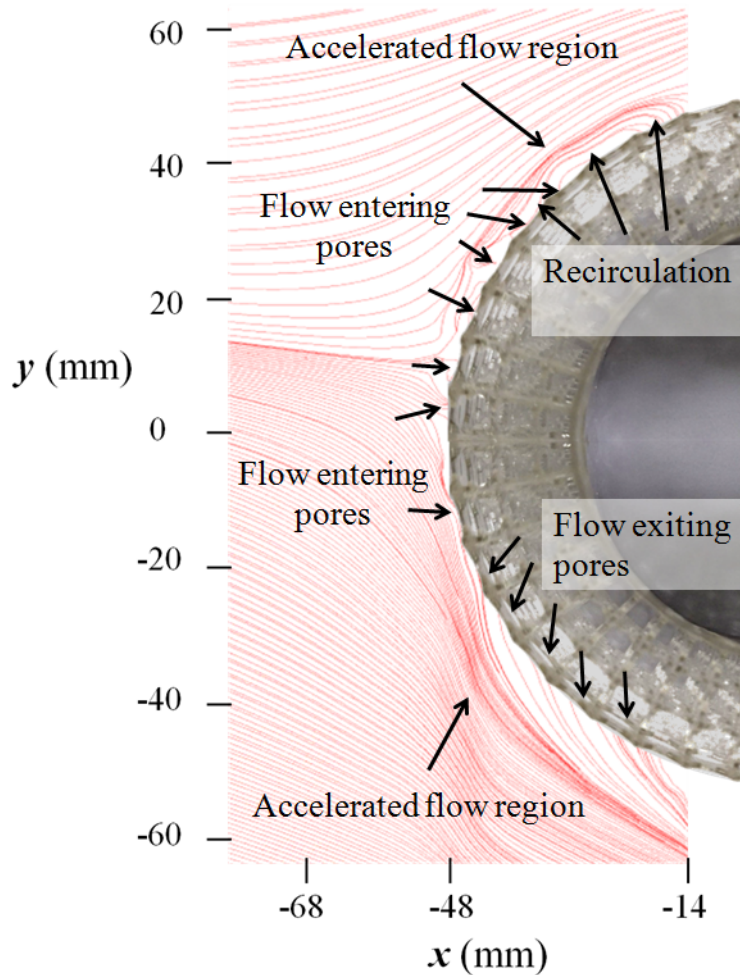 60
Accelerated flow region
40
Flow entering
pores
Recirculation
20
y (mm)
0
Flow entering
pores
Flow exiting
pores
-20
-40
Accelerated flow region
-60
-68
-48
-14
x (mm)